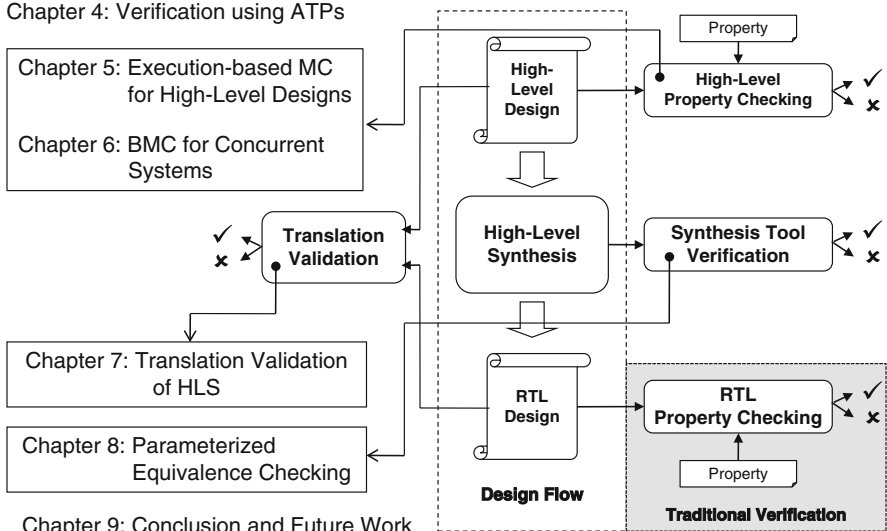 Chapter 4: Verification using ATPs
Property
Chapter 5: Execution-based MC
for High-Level Designs
Chapter 6: BMC for Concurrent
Systems
High-
Level
Design
High-Level
Property Checking
Translation
Validation
High-Level
Synthesis
Synthesis Tool
Verification
Chapter 7: Translation Validation
of HLS
RTL
Design
RTL
Property Checking
Chapter 8: Parameterized
Equivalence Checking
Property
Design Flow
Traditional Verification
Chapter 9: Conclusion and Future Work